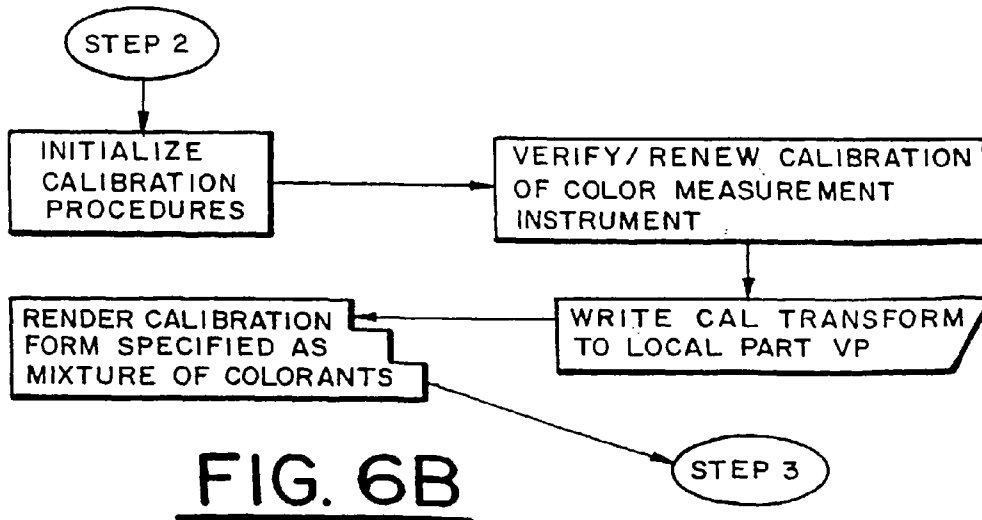 STEP 2
INITIALIZE
CALIBRATION
PROCEDURES
VERIFY/RENEW CALIBRATION
OF COLOR MEASUREMENT
INSTRUMENT
WRITE CAL TRANSFORM
TO LOCAL PART VP
RENDER CALIBRATION
FORM SPECIFIED AS
MIXTURE OF COLORANTS
STEP 3
FIG. 6B